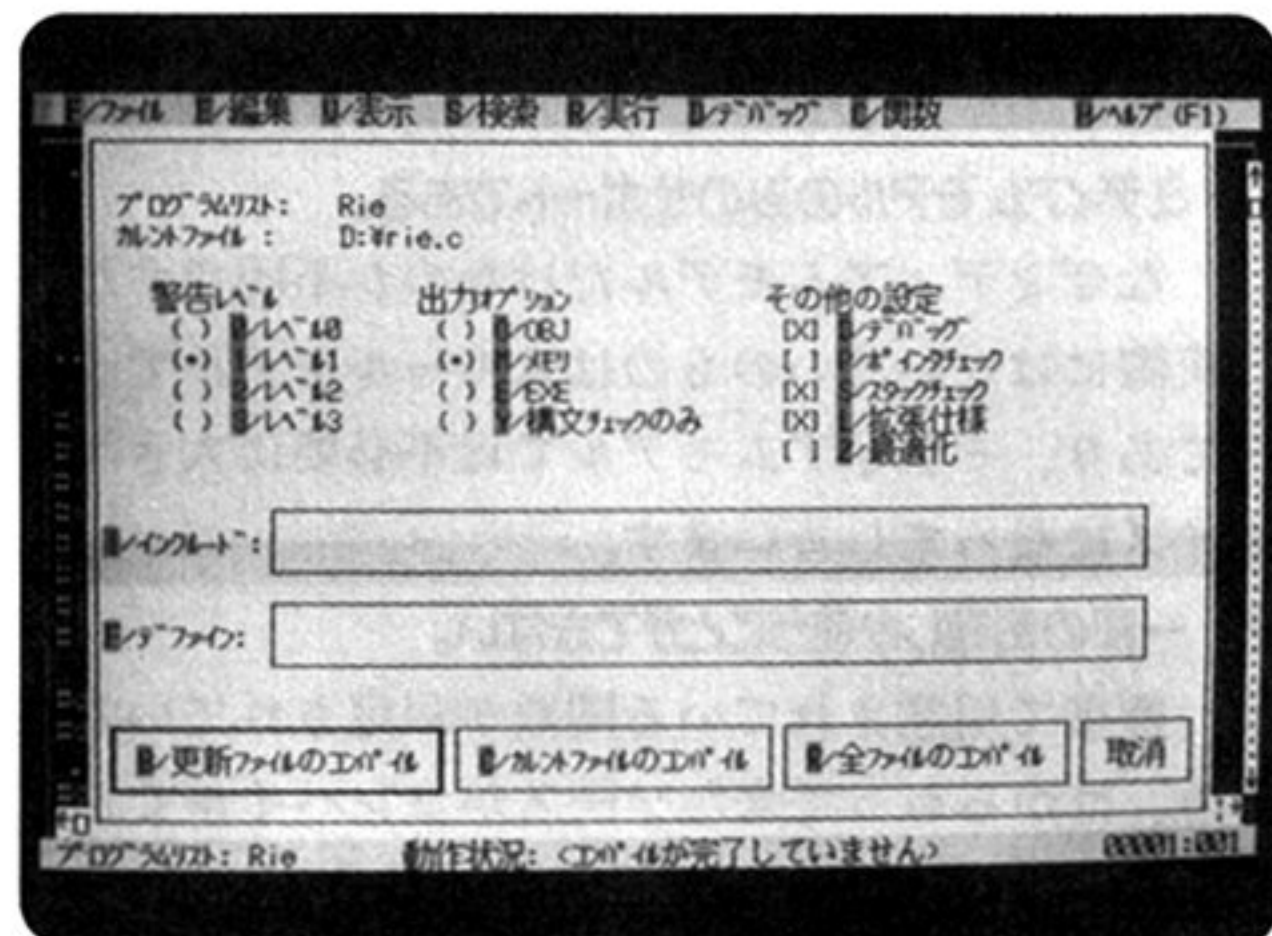 F/ファイル E/編集 V/表示 S/検索 R/実行 D/デバッグ C/関数 H/ヘルプ (F1)
プログラムリスト: Rie
カレントファイル : D:¥rie.c
警告レベル 出力オプション その他の設定
( ) 0/レベル0 ( ) O/OBJ [X] D/デバッグ
(•) 1/レベル1 (•) M/メモリ [ ] P/ポインタチェック
( ) 2/レベル2 ( ) E/EXE [X] S/スタックチェック
( ) 3/レベル3 ( ) Y/構文チェックのみ [X] E/拡張仕様
[ ] Z/最適化
I/インクルード:
E/デファイン:
B/更新ファイルのコンパイル C/カレントファイルのコンパイル R/全ファイルのコンパイル 取消
プログラムリスト: Rie 動作状況: <コンパイルが完了していません> 00001:001